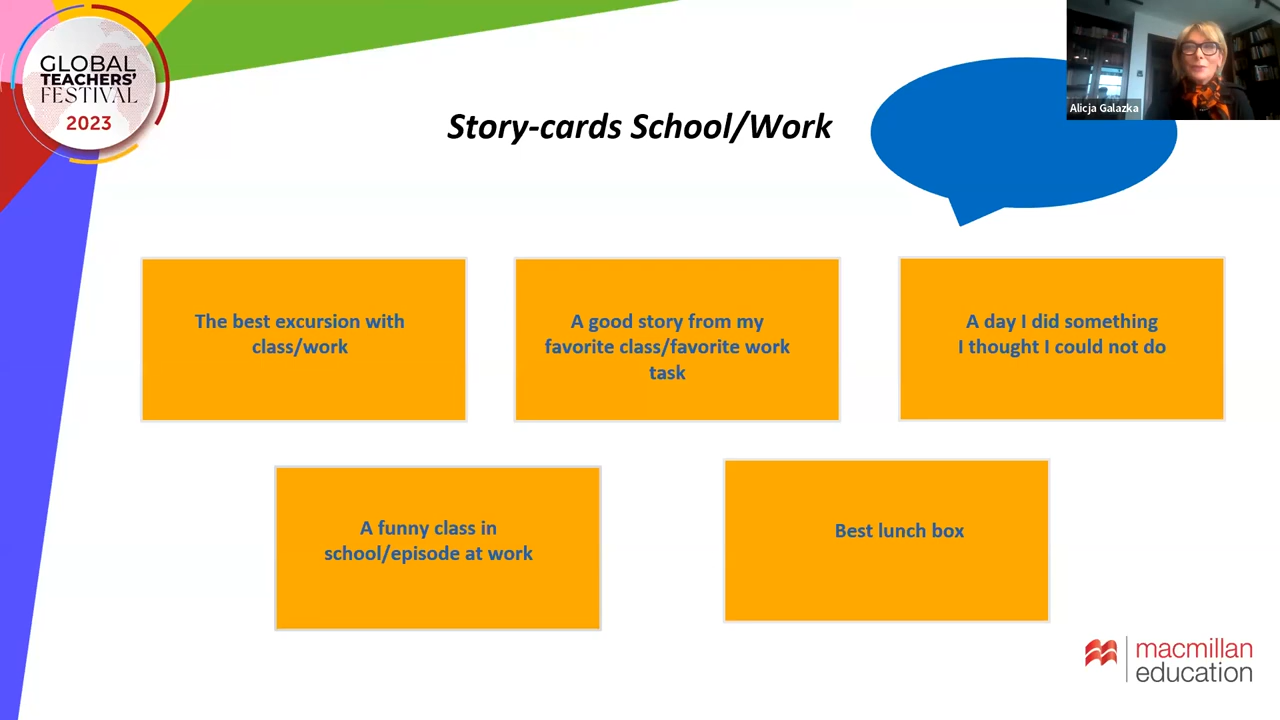 GLOBAL
TEACHERS'
FESTIVAL
2023
Alicja Galazka
Story-cards School/Work
The best excursion with
class/work
A good story from my
favorite class/favorite work
task
A day I did something
I thought I could not do
A funny class in
school/episode at work
Best lunch box
macmillan
education